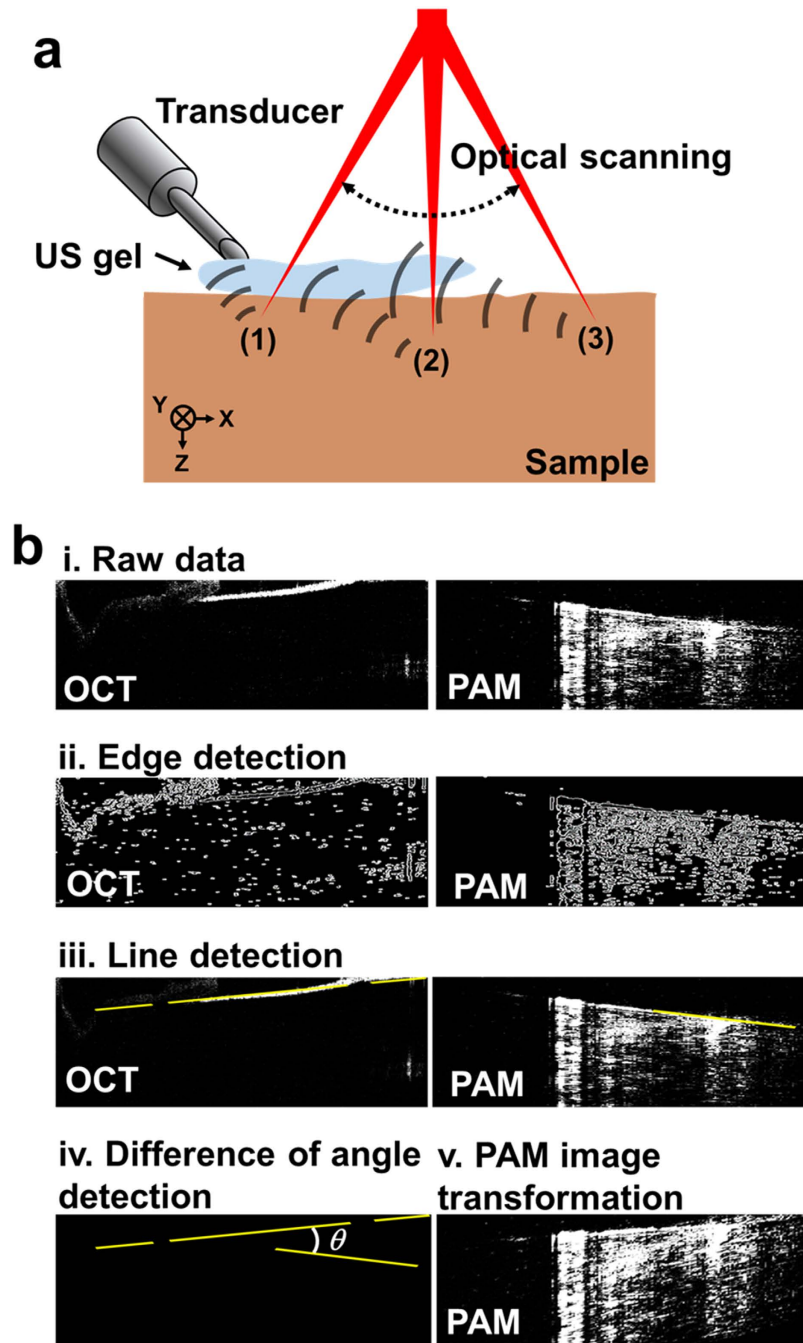 a
Transducer
Optical scanning
US gel
(1)
(2)
(3)
Y
X
Z
Sample
b
i. Raw data
OCT
PAM
ii. Edge detection
OCT
PAM
iii. Line detection
OCT
PAM
iv. Difference of angle
detection
θ
v. PAM image
transformation
PAM